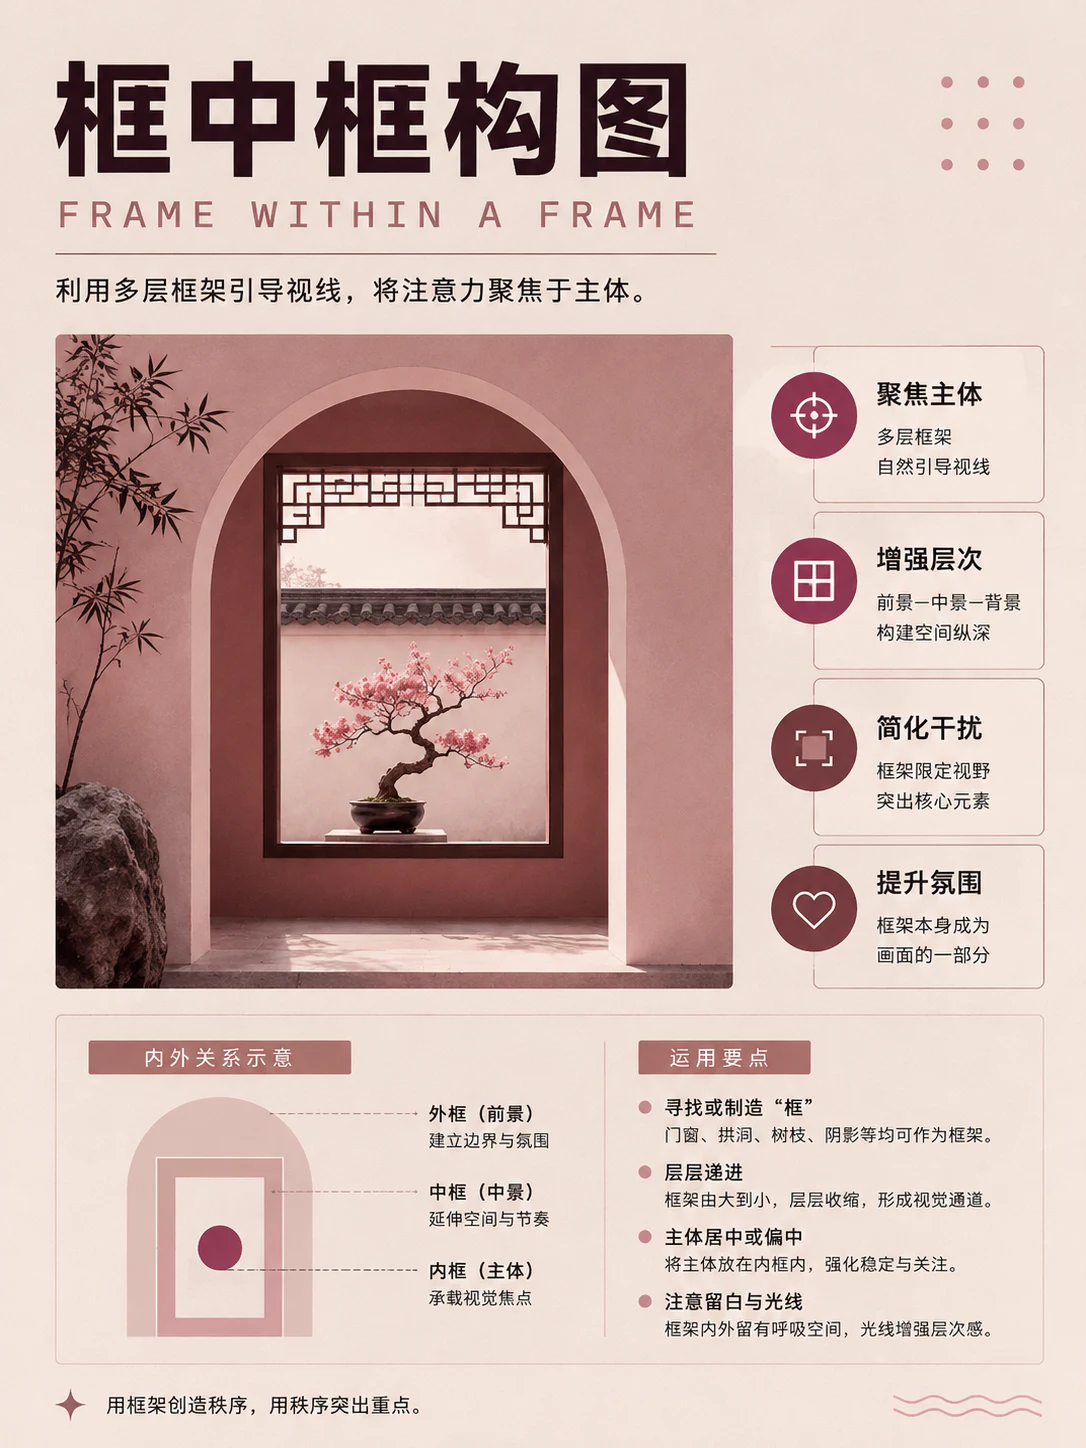 框中框构图
FRAME WITHIN A FRAME
利用多层框架引导视线，将注意力聚焦于主体。
聚焦主体
多层框架
自然引导视线
增强层次
前景—中景—背景
构建空间纵深
简化干扰
框架限定视野
突出核心元素
提升氛围
框架本身成为
画面的一部分
内外关系示意
外框（前景）
建立边界与氛围
中框（中景）
延伸空间与节奏
内框（主体）
承载视觉焦点
运用要点
寻找或制造“框”
门窗、拱洞、树枝、阴影等均可作为框架。
层层递进
框架由大到小，层层收缩，形成视觉通道。
主体居中或偏中
将主体放在内框内，强化稳定与关注。
注意留白与光线
框架内外留有呼吸空间，光线增强层次感。
用框架创造秩序，用秩序突出重点。